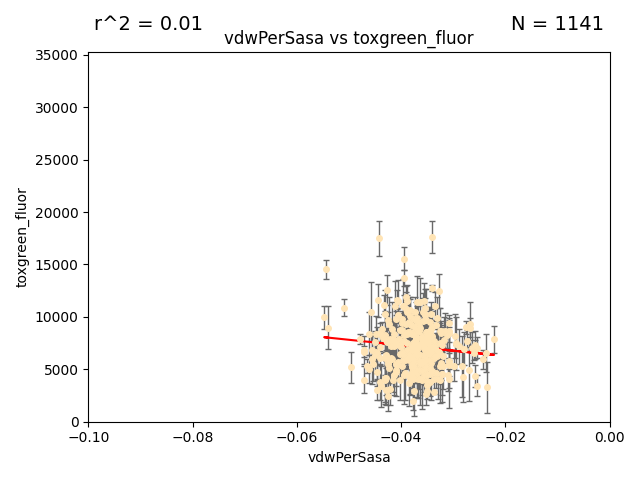 r^2 = 0.01
N = 1141
vdwPerSasa vs toxgreen_fluor
35000
30000
25000
20000
15000
10000
5000
0
toxgreen_fluor
−0.10
−0.08
−0.06
−0.04
−0.02
0.00
vdwPerSasa